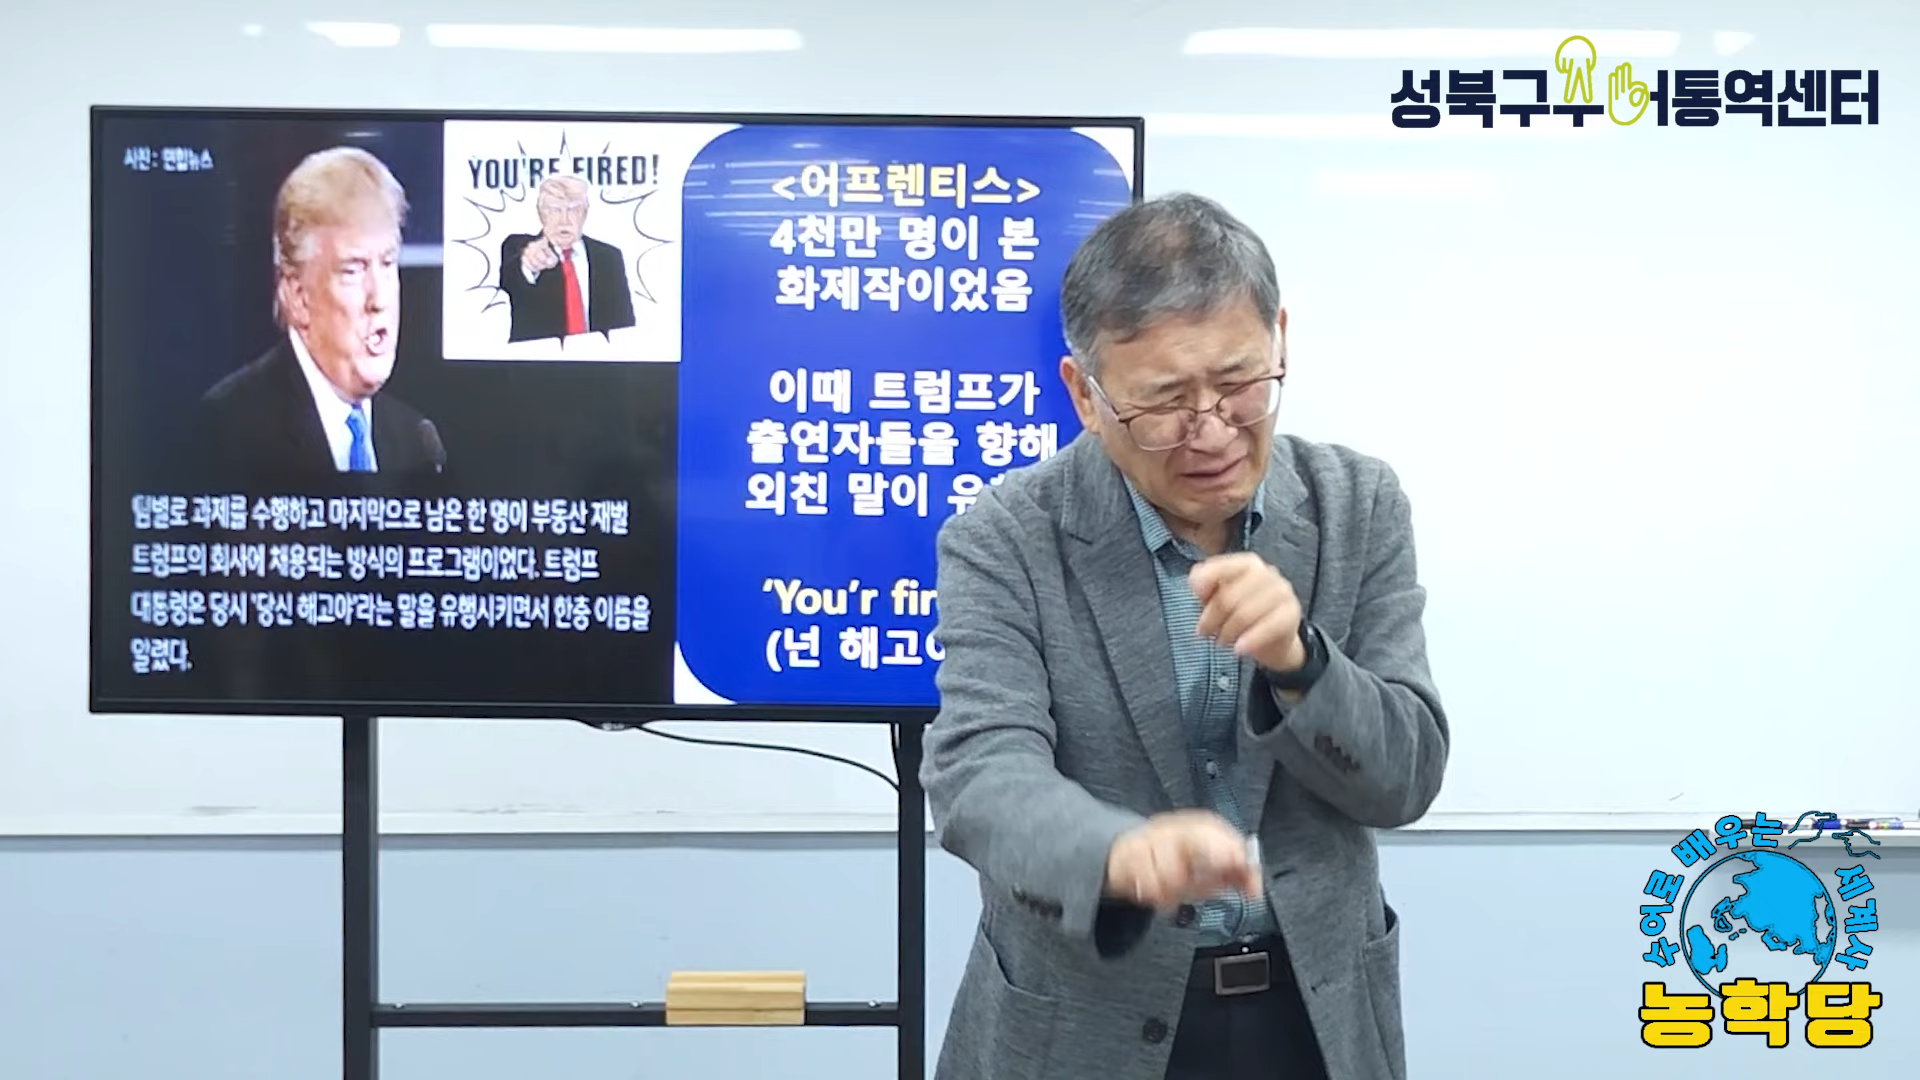 성북구수어통역센터
사진: 연합뉴스
YOU'RE FIRED!
<어프렌티스>
4천만 명이 본
화제작이었음
이때 트럼프가
출연자들을 향해
외친 말이
‘You’r
(넌
팀별로 과제를 수행하고 마지막으로 남은 한 명이 부동산 재벌
트럼프의 회사에 채용되는 방식의 프로그램이었다. 트럼프
대통령은 당시 '당신 해고야'라는 말을 유행시키면서 한층 이름을
알렸다.
수어로 배우는 세계사
농학당